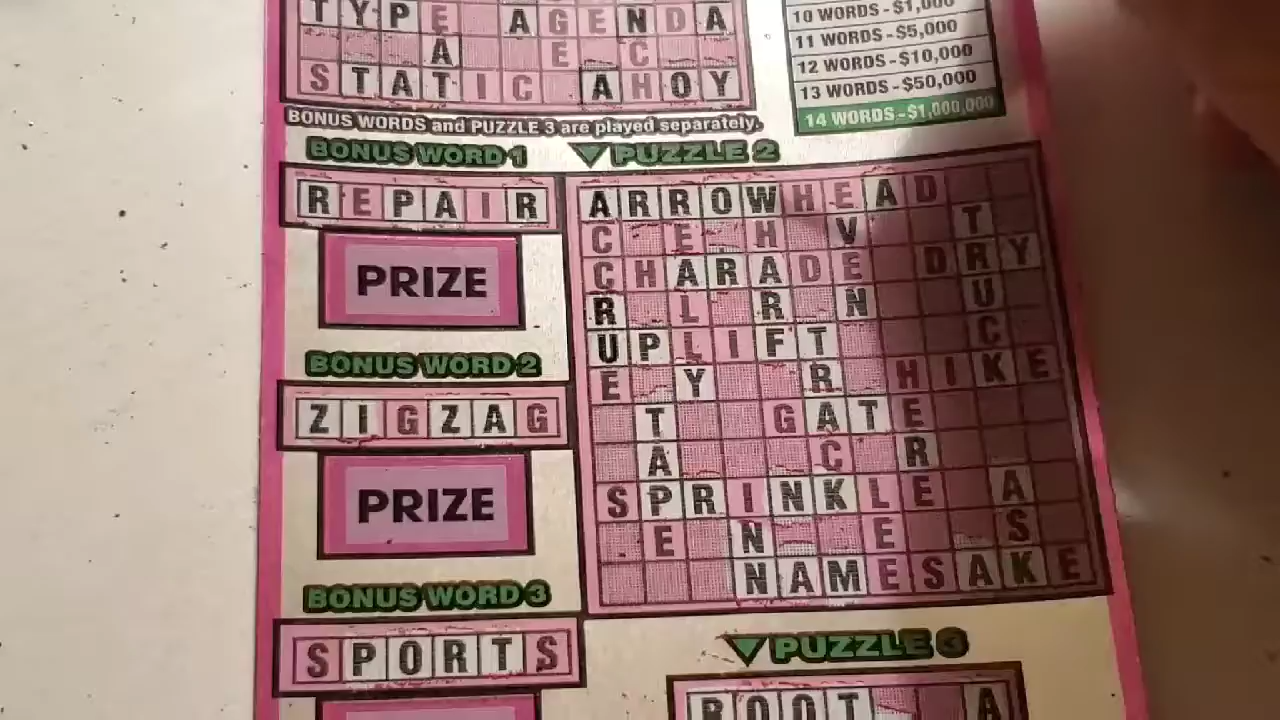 TYPE AGENDA
A E C
STATIC AHOY
10 WORDS - $1,000
11 WORDS - $5,000
12 WORDS - $10,000
13 WORDS - $50,000
14 WORDS - $1,000,000
BONUS WORDS and PUZZLE 3 are played separately.
BONUS WORD 1
REPAIR
PRIZE
BONUS WORD 2
ZIGZAG
PRIZE
BONUS WORD 3
SPORTS
PUZZLE 2
ARROWHEAD
C E H V T
CHARADE DRY
R L R N U
UPLIFT C
E Y R HIKE
T GATE
A C R
SPRINKLE A
E N E S
NAMESAKE
PUZZLE 3
ROOT A